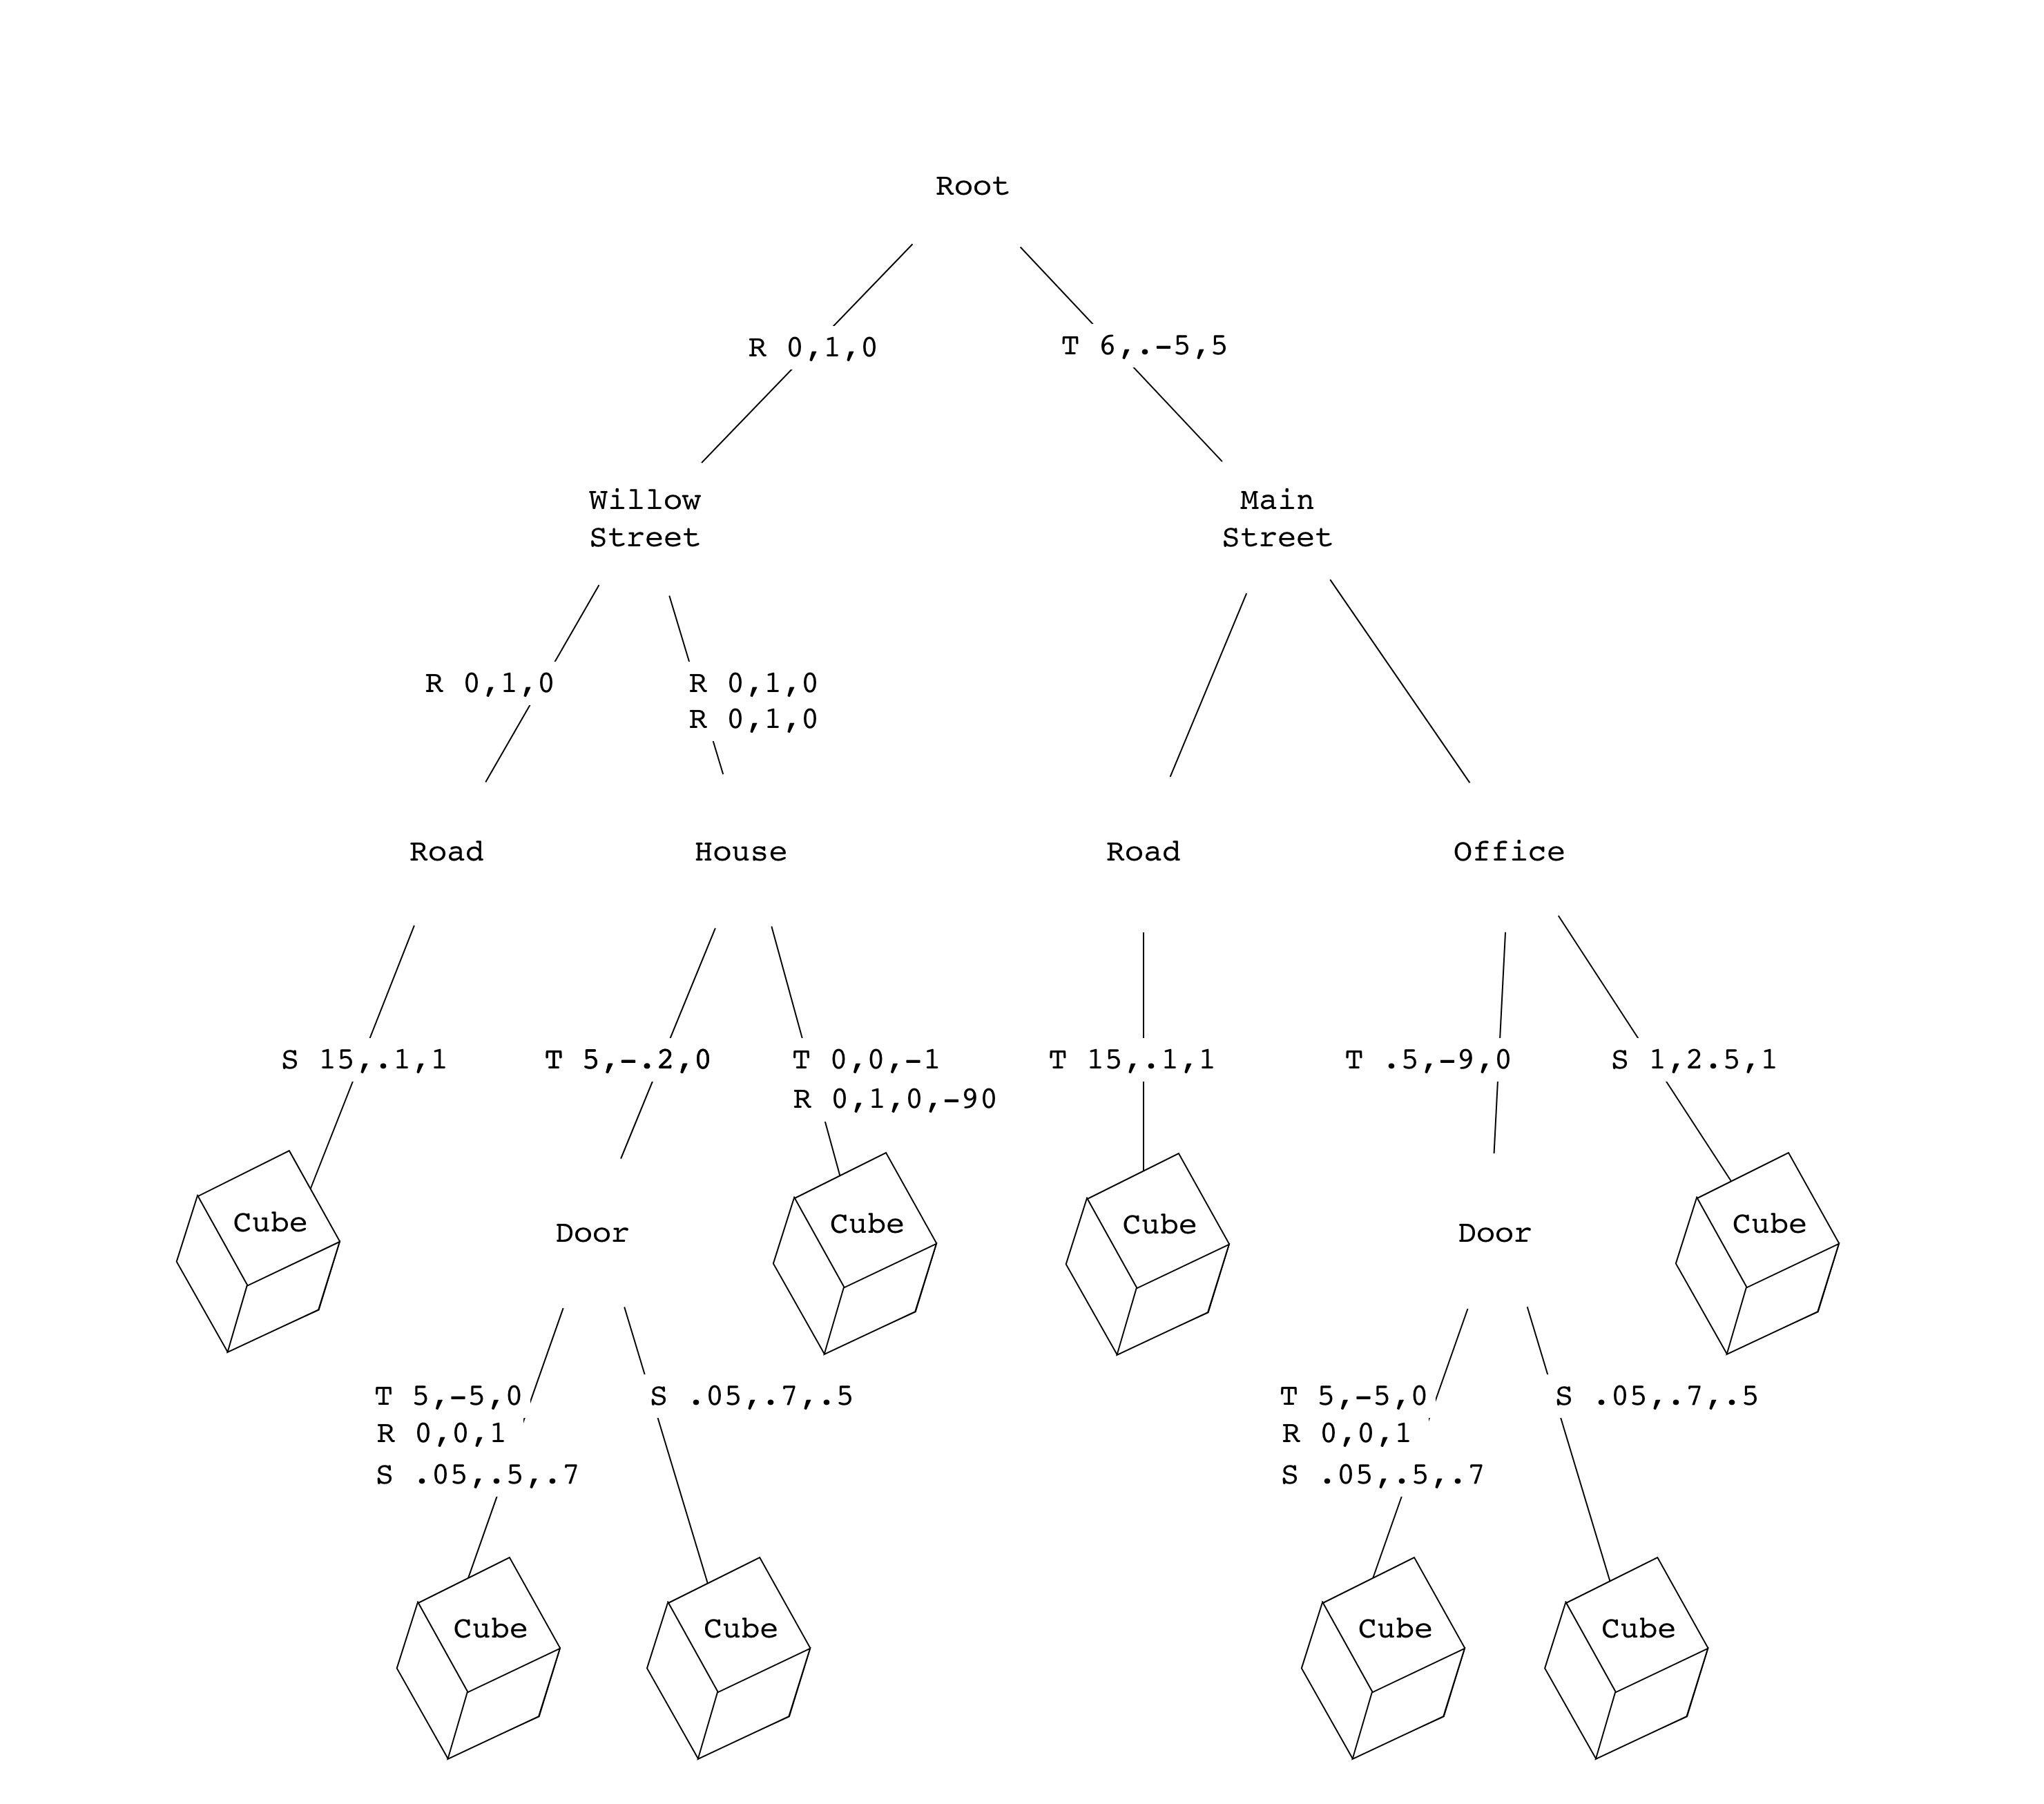 Root
R 0,1,0
T 6,.-5,5
Willow
Street
Main
Street
R 0,1,0
R 0,1,0
R 0,1,0
Road
House
Road
Office
S 15,.1,1
T 5,-.2,0
T 0,0,-1
R 0,1,0,-90
T 15,.1,1
T .5,-9,0
S 1,2.5,1
Cube
Door
Cube
Cube
Door
Cube
T 5,-5,0
R 0,0,1
S .05,.5,.7
S .05,.7,.5
T 5,-5,0
R 0,0,1
S .05,.5,.7
S .05,.7,.5
Cube
Cube
Cube
Cube